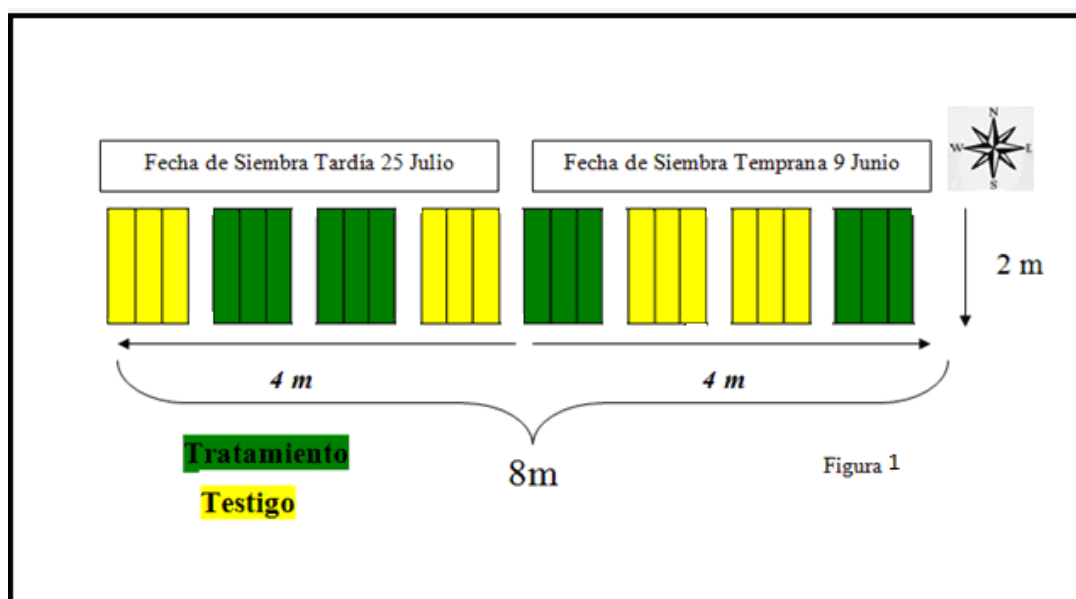 N
W E
S
Fecha de Siembra Tardía 25 Julio
Fecha de Siembra Temprana 9 Junio
2 m
4 m
4 m
8m
Tratamiento
Testigo
Figura 1